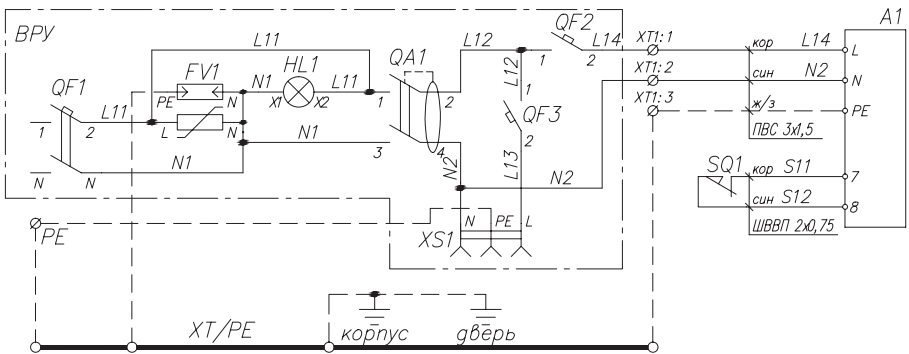 ВРУ
QF1
1
2
L11
N
N
N1
L11
FV1
PE
N
L
N
N1
HL1
X1
X2
L11
N1
QA1
1
2
3
4
L12
N2
L12
1
QF3
2
L13
QF2
1
2
L14
N2
XT1:1
XT1:2
XT1:3
кор
L14
син
N2
ж/з
ПВС 3х1,5
A1
L
N
PE
7
8
SQ1
кор
S11
син
S12
ШВВП 2х0,75
XS1
N
PE
L
PE
XT/PE
корпус
дверь